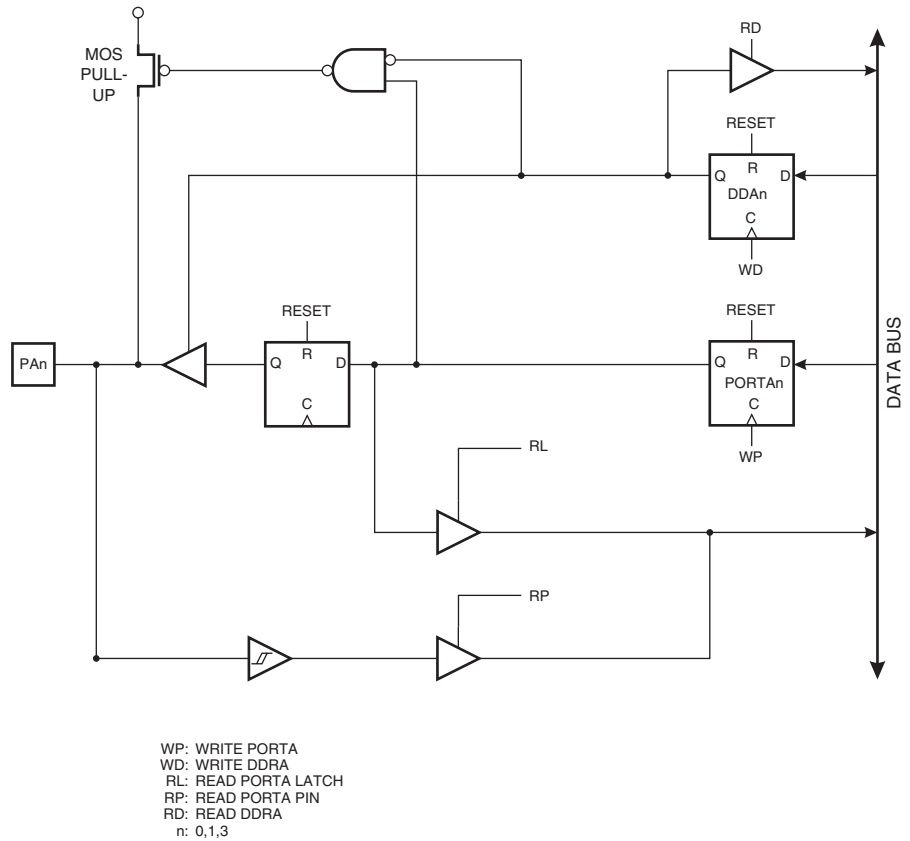 MOS
PULL-
UP
RD
RESET
R
Q
D
DDAn
C
WD
RESET
RESET
R
Q
D
C
R
Q
D
PORTAn
C
WP
PAn
DATA BUS
RL
RP
WP: WRITE PORTA
WD: WRITE DDRA
RL: READ PORTA LATCH
RP: READ PORTA PIN
RD: READ DDRA
n: 0,1,3